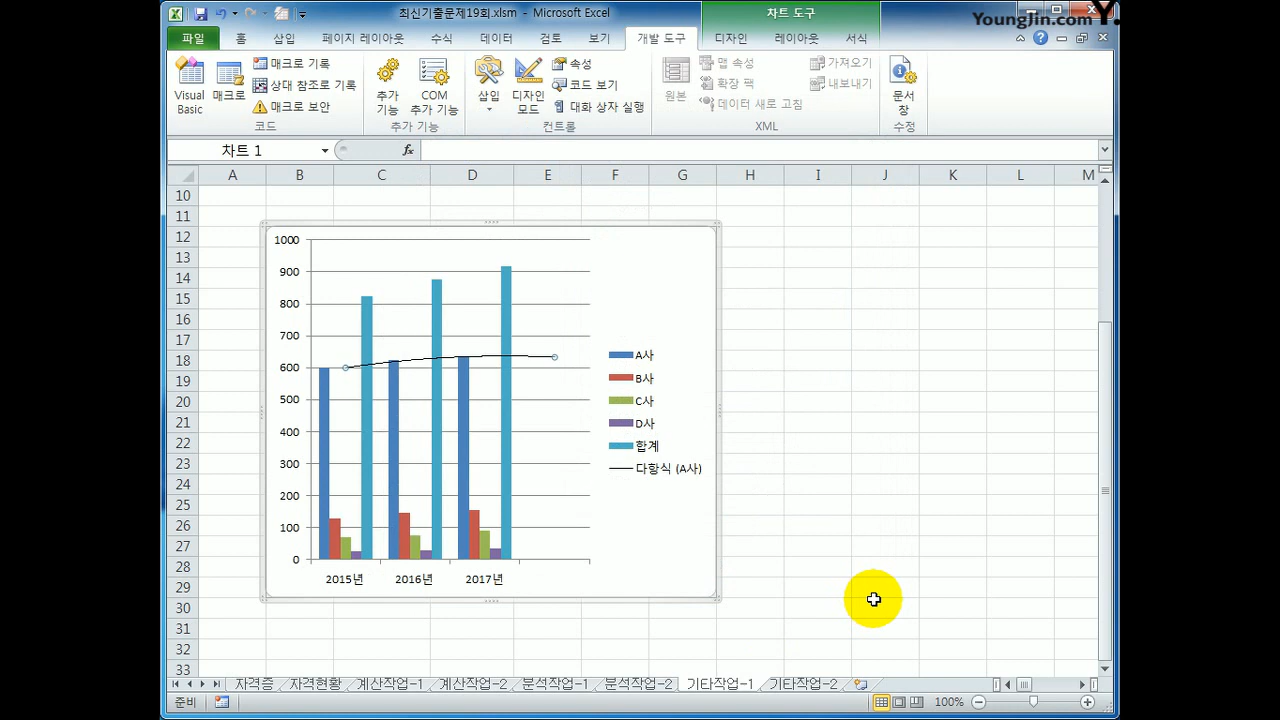 최신기출문제19회.xlsm - Microsoft Excel
차트 도구
YoungJin.com Y.
파일 홈 삽입 페이지 레이아웃 수식 데이터 검토 보기 개발 도구 디자인 레이아웃 서식
Visual Basic
매크로
매크로 기록
상대 참조로 기록
매크로 보안
코드
추가 기능
COM 추가 기능
추가 기능
삽입
디자인 모드
속성
코드 보기
대화 상자 실행
컨트롤
원본
맵 속성
확장 팩
데이터 새로 고침
가져오기
내보내기
XML
문서 창
수정
차트 1
fx
A B C D E F G H I J K L M
10
11
12
13
14
15
16
17
18
19
20
21
22
23
24
25
26
27
28
29
30
31
32
33
1000
900
800
700
600
500
400
300
200
100
0
2015년 2016년 2017년
A사
B사
C사
D사
합계
다항식 (A사)
자격증 자격현황 계산작업-1 계산작업-2 분석작업-1 분석작업-2 기타작업-1 기타작업-2
준비
100%